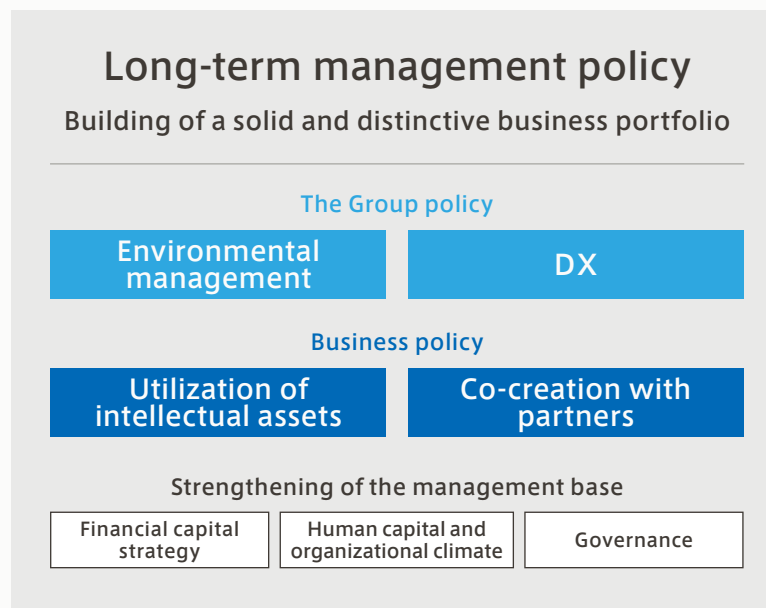 Long-term management policy
Building of a solid and distinctive business portfolio
The Group policy
Environmental
management
DX
Business policy
Utilization of
intellectual assets
Co-creation with
partners
Strengthening of the management base
Financial capital
strategy
Human capital and
organizational climate
Governance